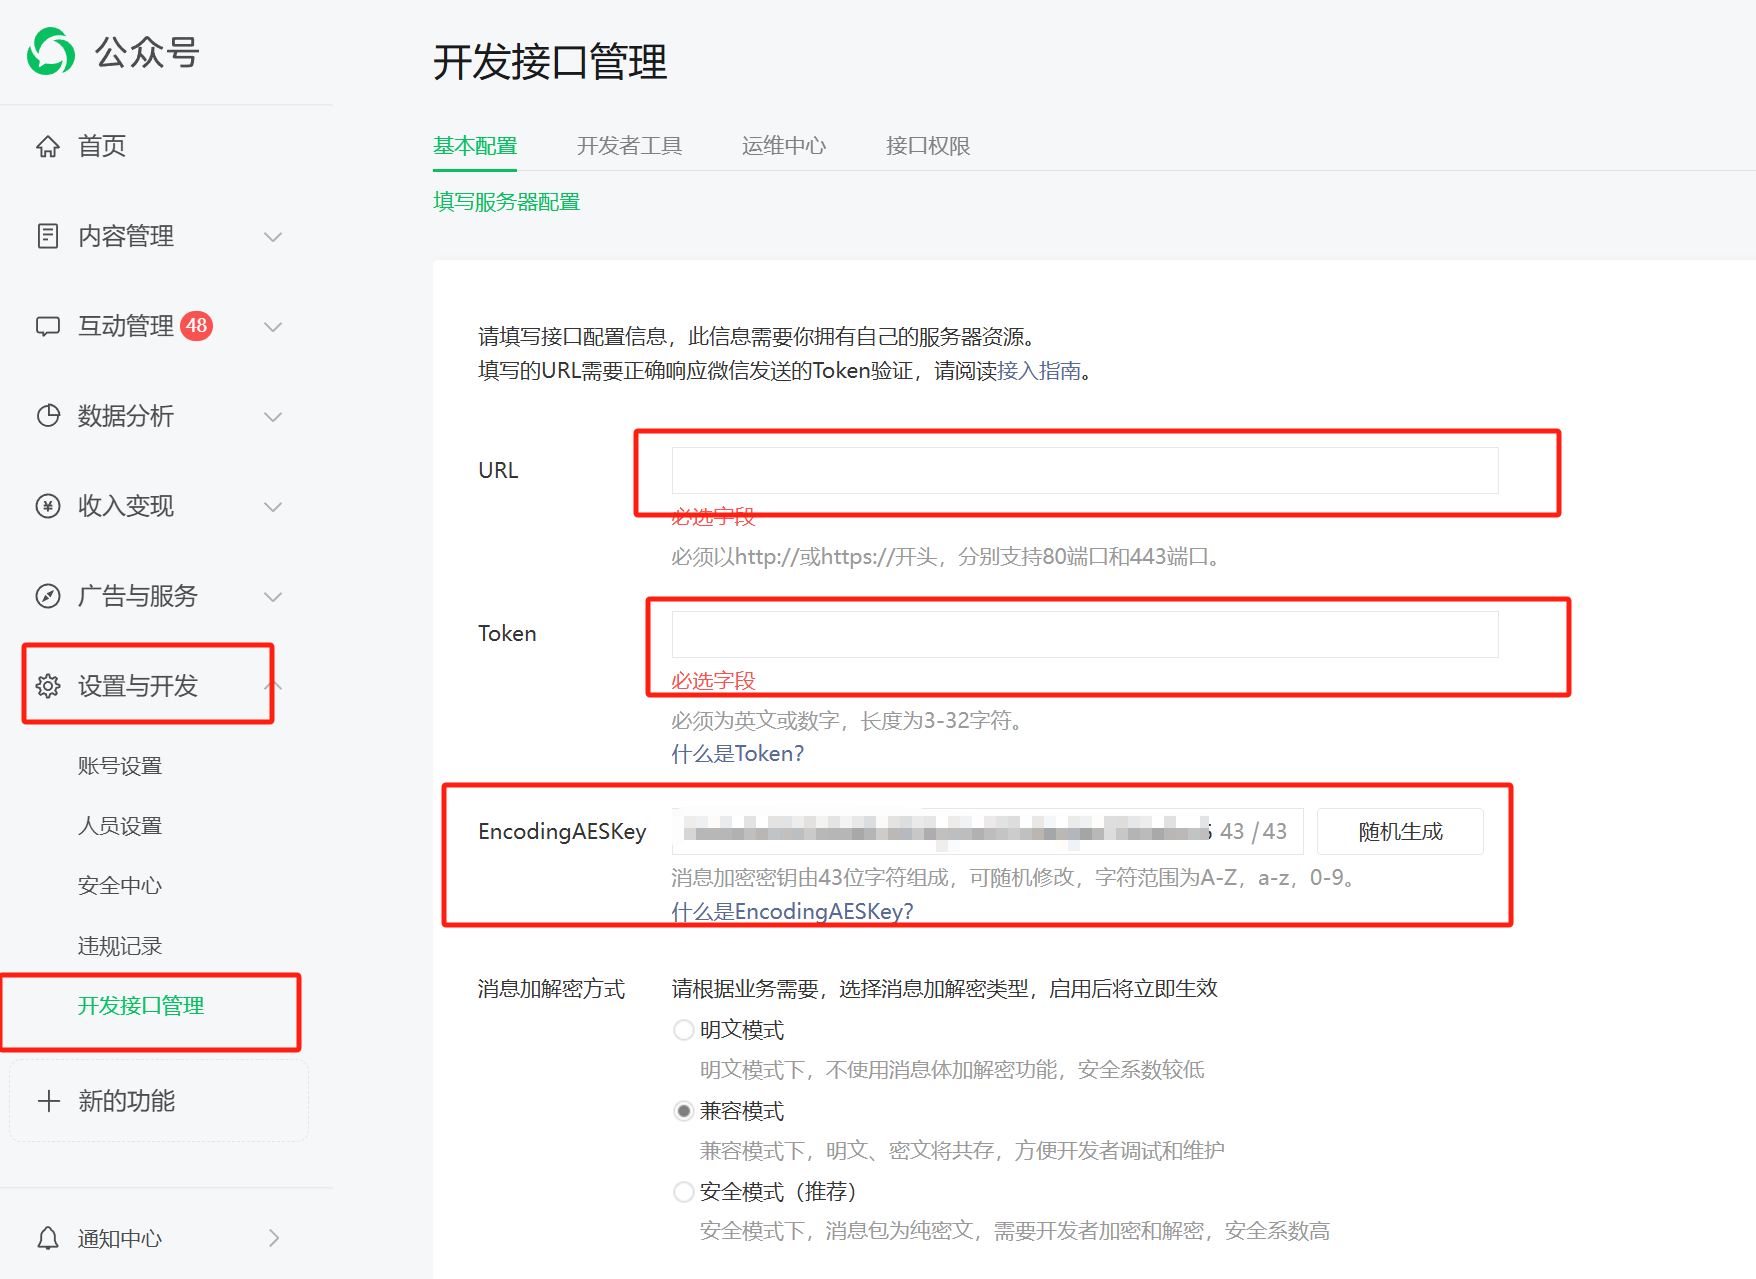 公众号
首页
内容管理
互动管理 48
数据分析
收入变现
广告与服务
设置与开发
账号设置
人员设置
安全中心
违规记录
开发接口管理
新的功能
通知中心
开发接口管理
基本配置 开发者工具 运维中心 接口权限
填写服务器配置
请填写接口配置信息，此信息需要你拥有自己的服务器资源。
填写的URL需要正确响应微信发送的Token验证，请阅读接入指南。
URL
必选字段
必须以http://或https://开头，分别支持80端口和443端口。
Token
必选字段
必须为英文或数字，长度为3-32字符。
什么是Token?
EncodingAESKey 43 / 43 随机生成
消息加密密钥由43位字符组成，可随机修改，字符范围为A-Z，a-z，0-9。
什么是EncodingAESKey?
消息加解密方式 请根据业务需要，选择消息加解密类型，启用后将立即生效
明文模式
明文模式下，不使用消息体加解密功能，安全系数较低
兼容模式
兼容模式下，明文、密文将共存，方便开发者调试和维护
安全模式（推荐）
安全模式下，消息包为纯密文，需要开发者加密和解密，安全系数高